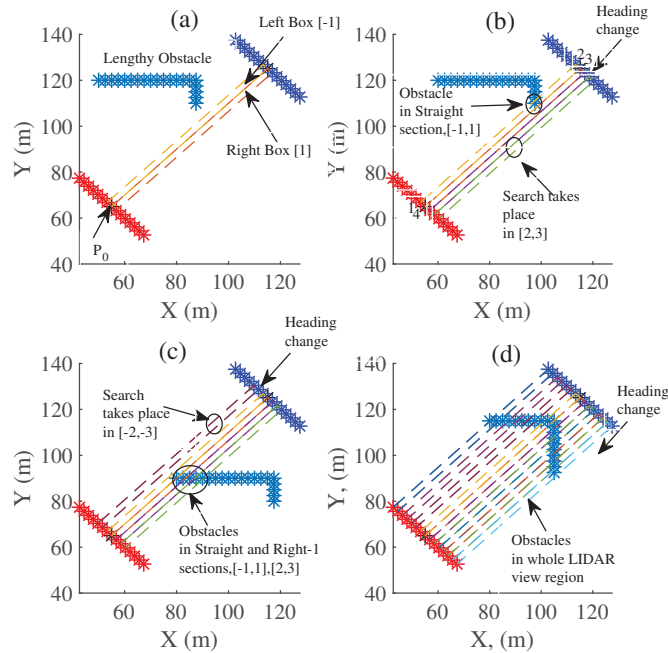 (a)
140
120
100
80
60
40
60
80
100
120
Y (m)
X (m)
Lengthy Obstacle
Left Box [-1]
Right Box [1]
P0
(b)
140
120
100
80
60
40
60
80
100
120
Y (m)
X (m)
Heading
change
Obstacle
in Straight
section,[-1,1]
Search takes
place
in [2,3]
2
3
1
4
(c)
140
120
100
80
60
40
60
80
100
120
Y (m)
X (m)
Heading
change
Search
takes place
in [-2,-3]
Obstacles
in Straight and Right-1
sections,[-1,1],[2,3]
(d)
140
120
100
80
60
40
60
80
100
120
Y, (m)
X, (m)
Heading
change
Obstacles
in whole LIDAR
view region